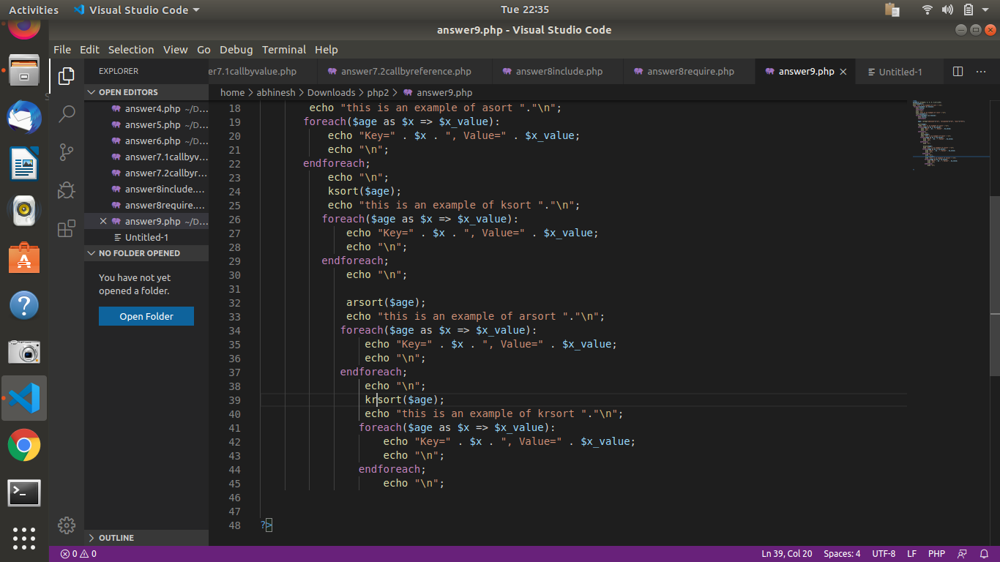 Activities Visual Studio Code Tue 22:35
answer9.php - Visual Studio Code
File Edit Selection View Go Debug Terminal Help
EXPLORER
er7.1callbyvalue.php answer7.2callbyreference.php answer8include.php answer8require.php answer9.php Untitled-1
OPEN EDITORS
answer4.php ~/D...
answer5.php ~/D...
answer6.php ~/D...
answer7.1callbyv...
answer7.2callbyr...
answer8include....
answer8require....
answer9.php ~/D...
Untitled-1
NO FOLDER OPENED
You have not yet
opened a folder.
Open Folder
OUTLINE
home > abhinesh > Downloads > php2 > answer9.php
18 echo "this is an example of asort "."\n";
19 foreach($age as $x => $x_value):
20 echo "Key=" . $x . ", Value=" . $x_value;
21 echo "\n";
22 endforeach;
23 echo "\n";
24 ksort($age);
25 echo "this is an example of ksort "."\n";
26 foreach($age as $x => $x_value):
27 echo "Key=" . $x . ", Value=" . $x_value;
28 echo "\n";
29 endforeach;
30 echo "\n";
31
32 arsort($age);
33 echo "this is an example of arsort "."\n";
34 foreach($age as $x => $x_value):
35 echo "Key=" . $x . ", Value=" . $x_value;
36 echo "\n";
37 endforeach;
38 echo "\n";
39 krsort($age);
40 echo "this is an example of krsort "."\n";
41 foreach($age as $x => $x_value):
42 echo "Key=" . $x . ", Value=" . $x_value;
43 echo "\n";
44 endforeach;
45 echo "\n";
46
47
48 ?>
0 0 Ln 39, Col 20 Spaces: 4 UTF-8 LF PHP